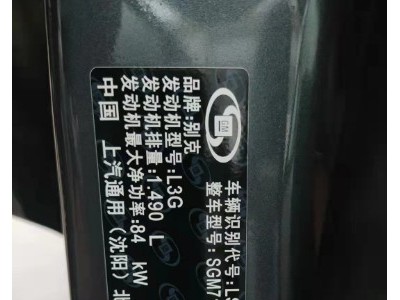 GM
品牌:别克
发动机型号:L3G
发动机排量:1.490 L
发动机最大净功率:84 kW
中国 上汽通用(沈阳)北
车辆识别代号:LS
整车型号:SGM7